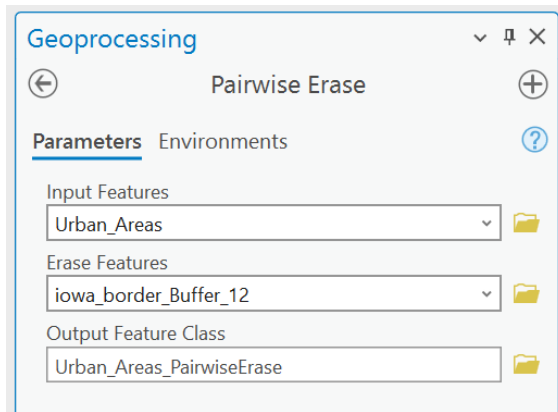 Geoprocessing
Pairwise Erase
Parameters Environments
Input Features
Urban_Areas
Erase Features
iowa_border_Buffer_12
Output Feature Class
Urban_Areas_PairwiseErase